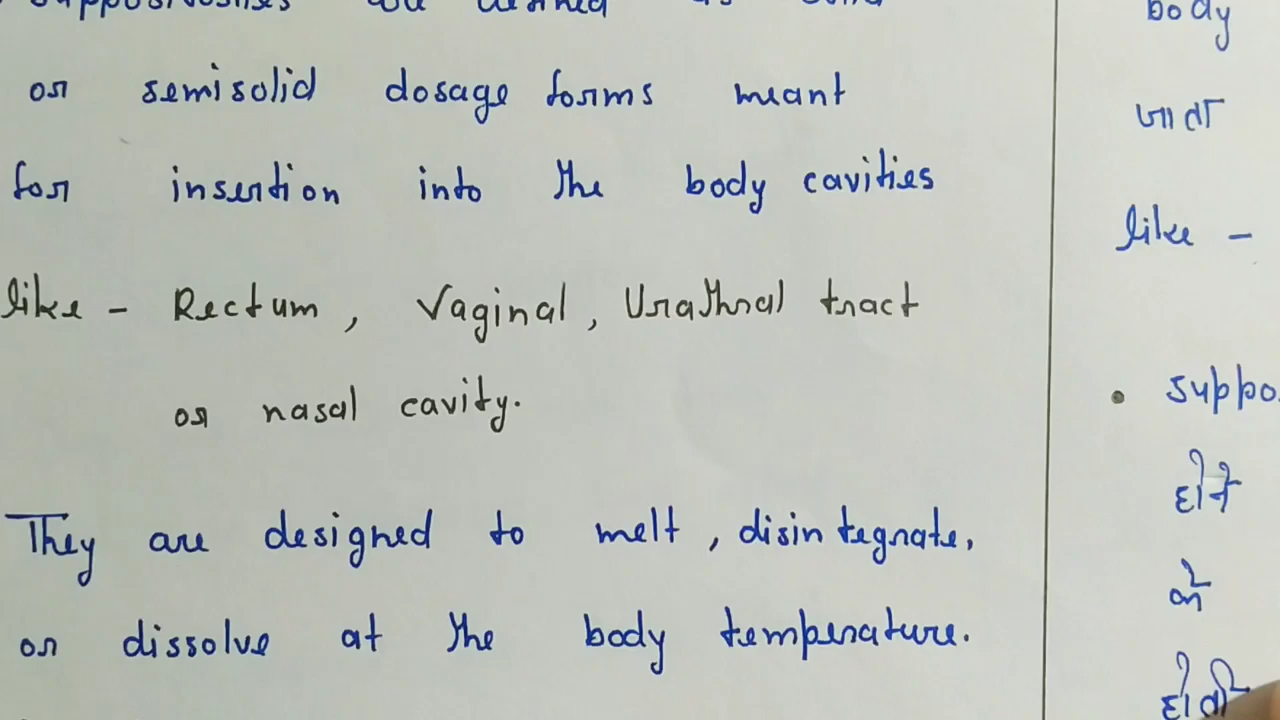 or semisolid dosage forms meant
for insertion into the body cavities
like - Rectum, Vaginal, Urathral tract
or nasal cavity.
They are designed to melt, disintegrate,
or dissolve at the body temperature.
body
जाता
like -
• suppo
होने
के
होती